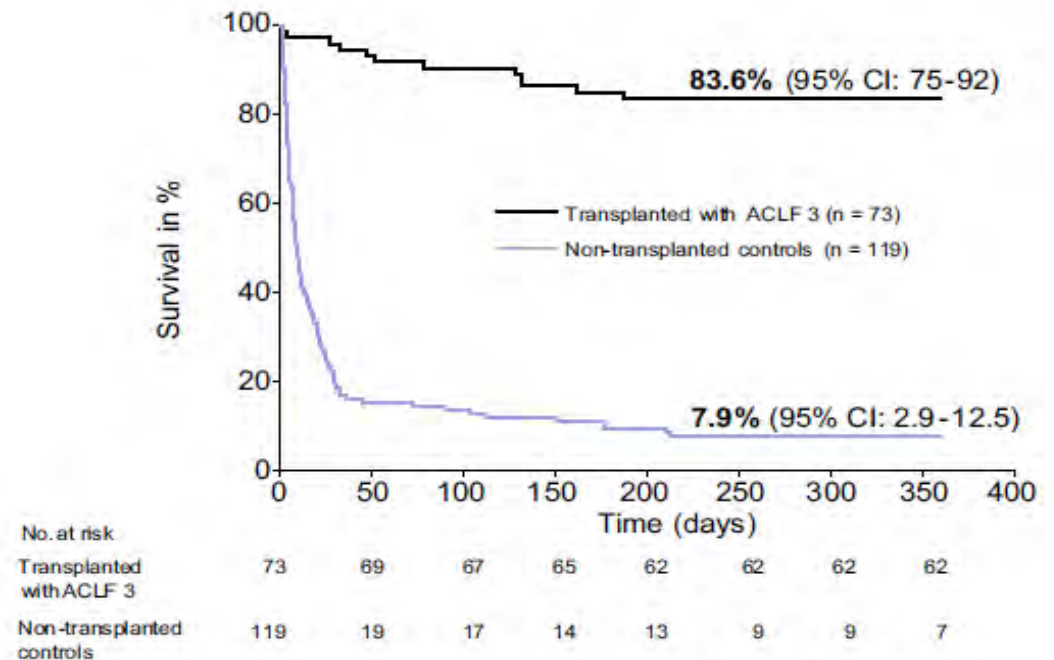 100
80
60
40
20
0
Survival in %
83.6% (95% CI: 75-92)
Transplanted with ACLF 3 (n = 73)
Non-transplanted controls (n = 119)
7.9% (95% CI: 2.9-12.5)
0 50 100 150 200 250 300 350 400
Time (days)
No. at risk
Transplanted 73 69 67 65 62 62 62 62
with ACLF 3
Non-transplanted 119 19 17 14 13 9 9 7
controls